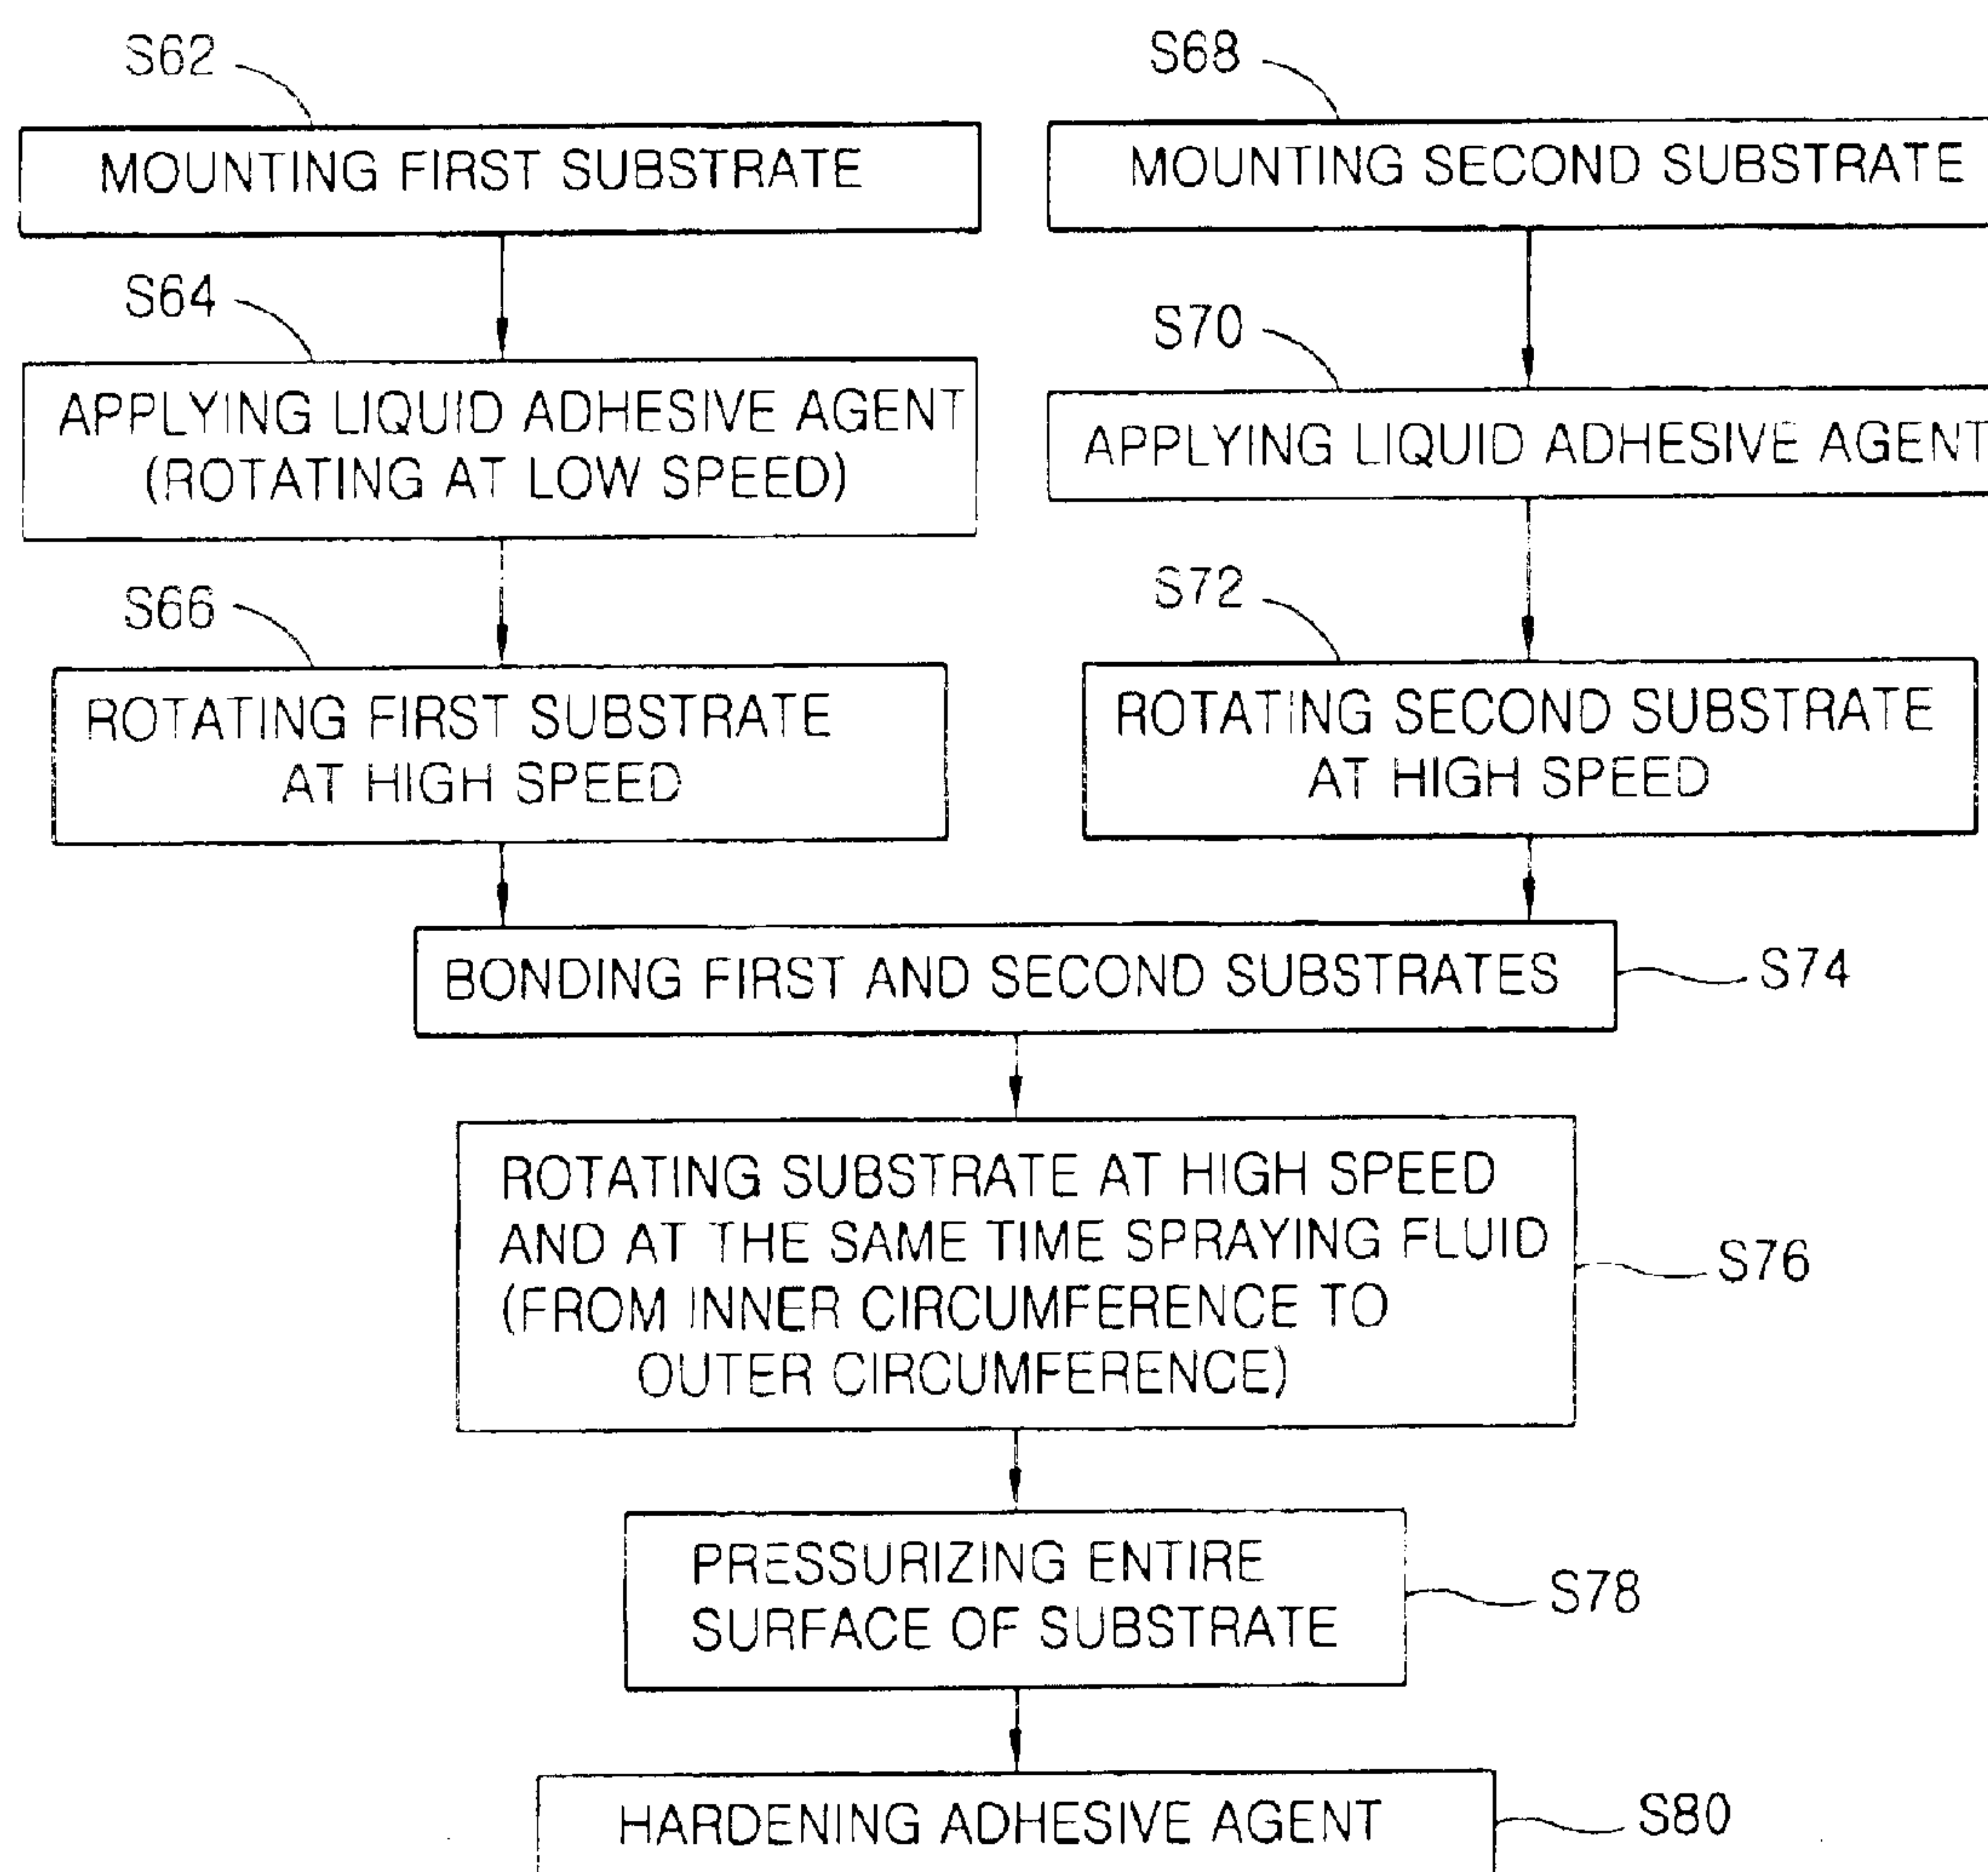 S62
MOUNTING FIRST SUBSTRATE
S64
APPLYING LIQUID ADHESIVE AGENT
(ROTATING AT LOW SPEED)
S66
ROTATING FIRST SUBSTRATE
AT HIGH SPEED
S68
MOUNTING SECOND SUBSTRATE
S70
APPLYING LIQUID ADHESIVE AGENT
S72
ROTATING SECOND SUBSTRATE
AT HIGH SPEED
BONDING FIRST AND SECOND SUBSTRATES
S74
ROTATING SUBSTRATE AT HIGH SPEED
AND AT THE SAME TIME SPRAYING FLUID
(FROM INNER CIRCUMFERENCE TO
OUTER CIRCUMFERENCE)
S76
PRESSURIZING ENTIRE
SURFACE OF SUBSTRATE
S78
HARDENING ADHESIVE AGENT
S80